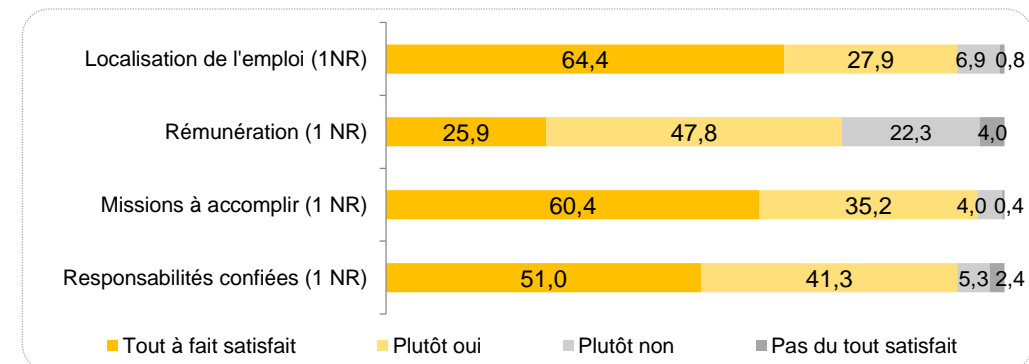 Localisation de l'emploi (1NR) 64,4 27,9 6,9 0,8
Rémunération (1 NR) 25,9 47,8 22,3 4,0
Missions à accomplir (1 NR) 60,4 35,2 4,0 0,4
Responsabilités confiées (1 NR) 51,0 41,3 5,3 2,4
Tout à fait satisfait Plutôt oui Plutôt non Pas du tout satisfait